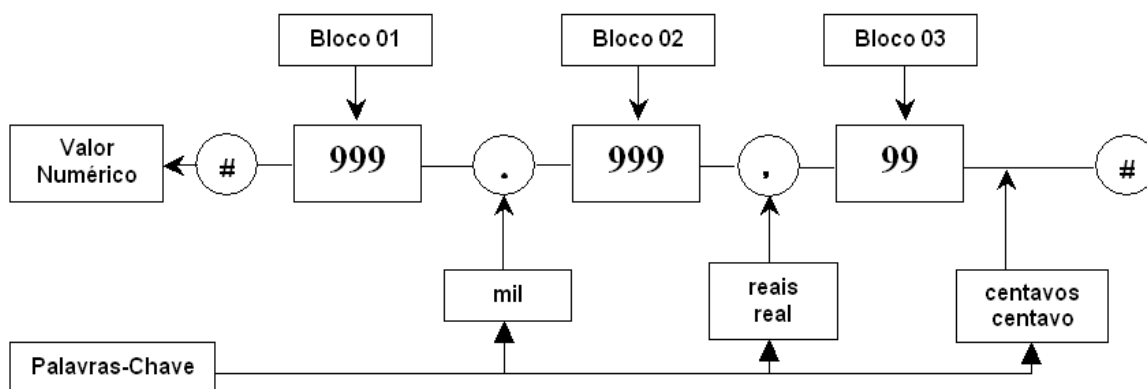 Bloco 01
Bloco 02
Bloco 03
Valor
Numérico
#
999
.
999
,
99
#
mil
reais
real
centavos
centavo
Palavras-Chave